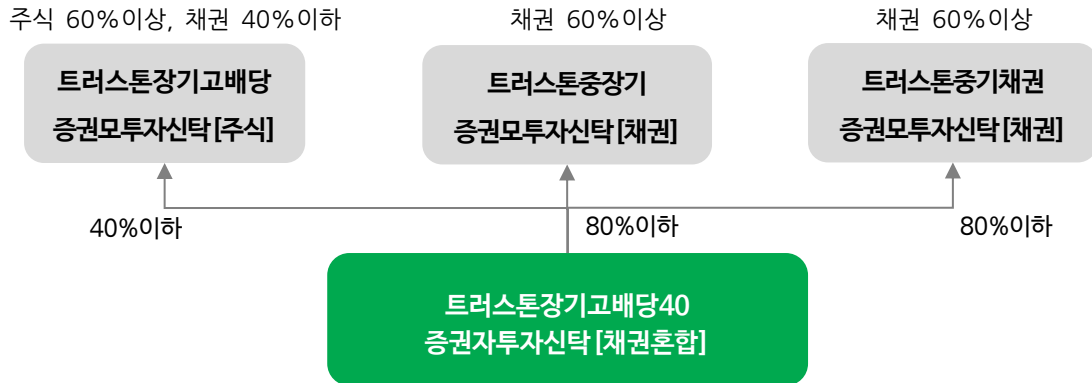 주식 60%이상, 채권 40%이하
채권 60%이상
채권 60%이상
트러스톤장기고배당
증권모투자신탁[주식]
트러스톤중장기
증권모투자신탁[채권]
트러스톤중기채권
증권모투자신탁[채권]
40%이하
80%이하
80%이하
트러스톤장기고배당40
증권자투자신탁[채권혼합]